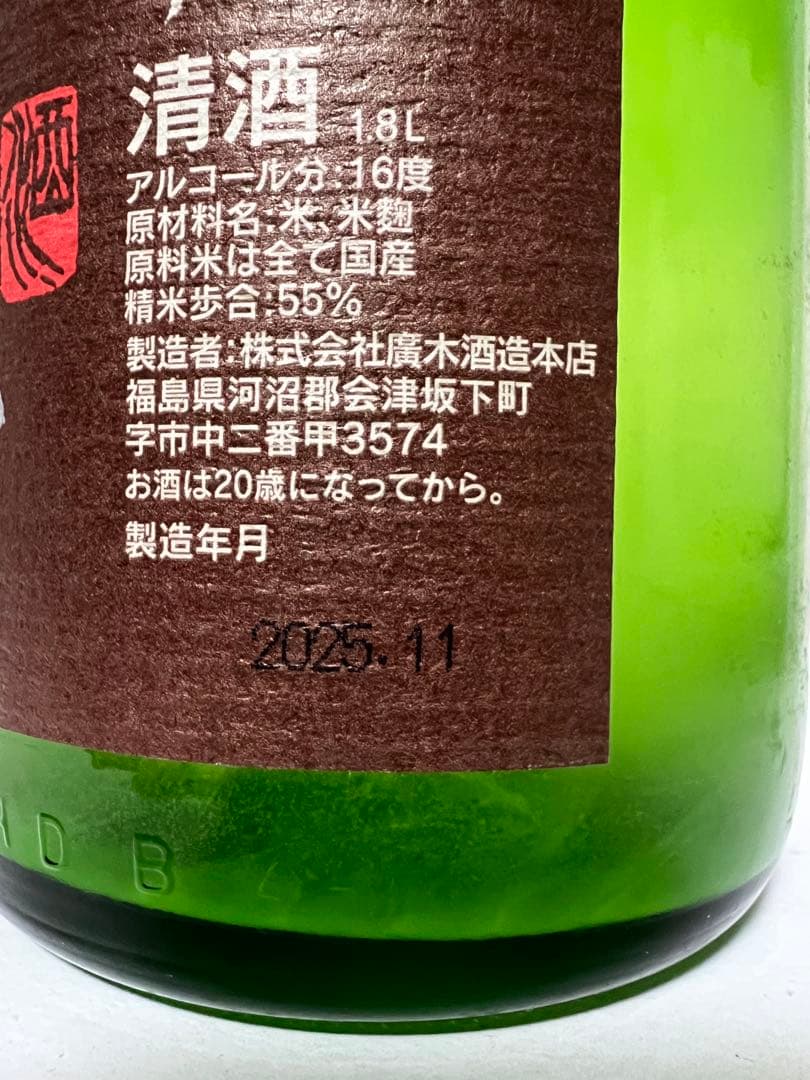 清酒 1.8L
アルコール分:16度
原材料名:米、米麹
原料米は全て国産
精米歩合:55%
製造者:株式会社廣木酒造本店
福島県河沼郡会津坂下町
字市中二番甲3574
お酒は20歳になってから。
製造年月
2025.11
RD B